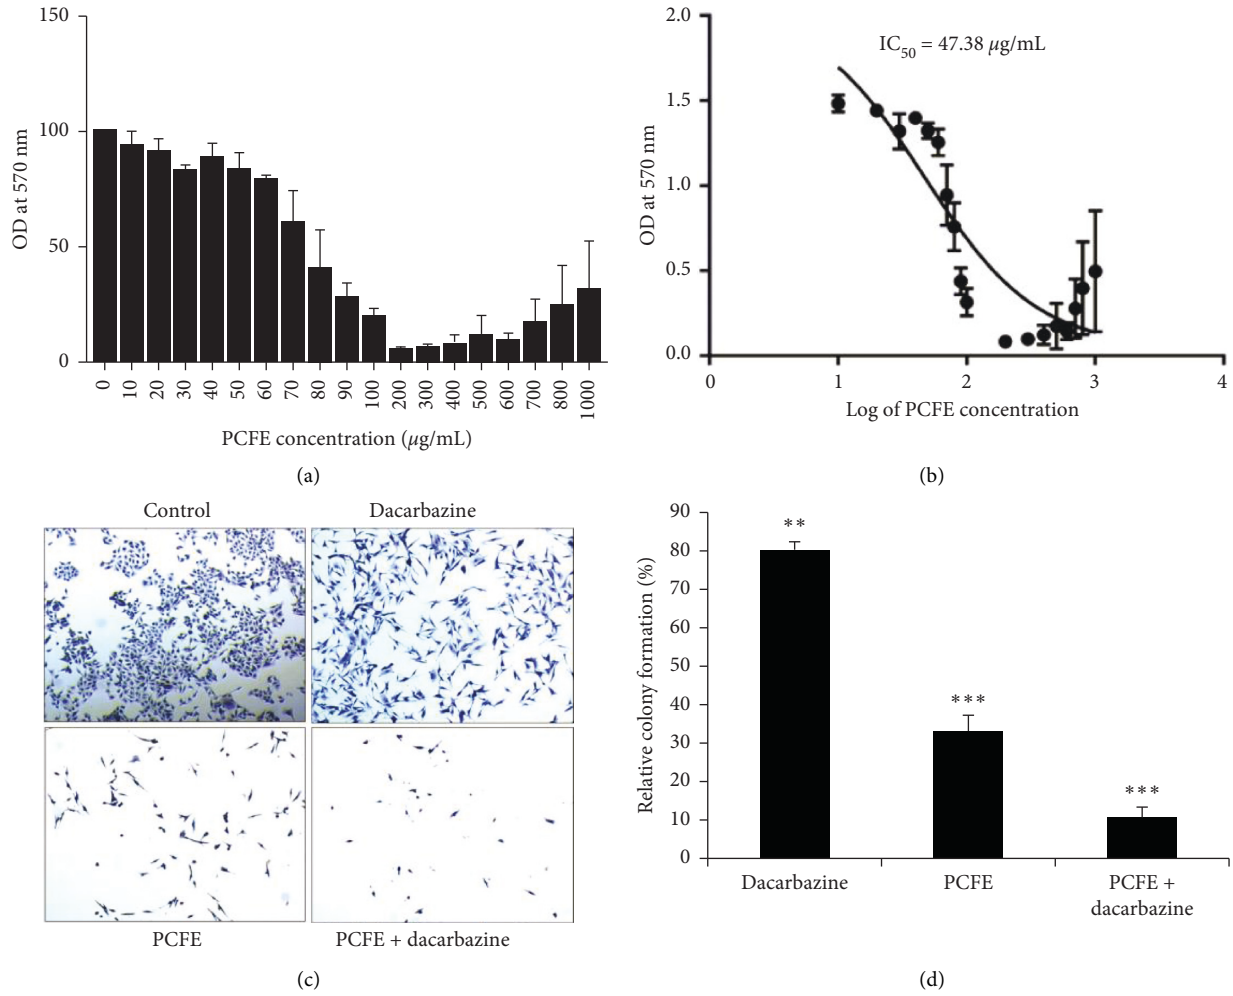 150
100
50
0
OD at 570 nm
0 10 20 30 40 50 60 70 80 90 100 200 300 400 500 600 700 800 1000
PCFE concentration (µg/mL)
(a)
2.0
1.5
1.0
0.5
0.0
OD at 570 nm
IC50 = 47.38 µg/mL
0 1 2 3 4
Log of PCFE concentration
(b)
Control Dacarbazine
PCFE PCFE + dacarbazine
(c)
90
80
70
60
50
40
30
20
10
0
Relative colony formation (%)
**
***
***
Dacarbazine PCFE PCFE +
dacarbazine
(d)